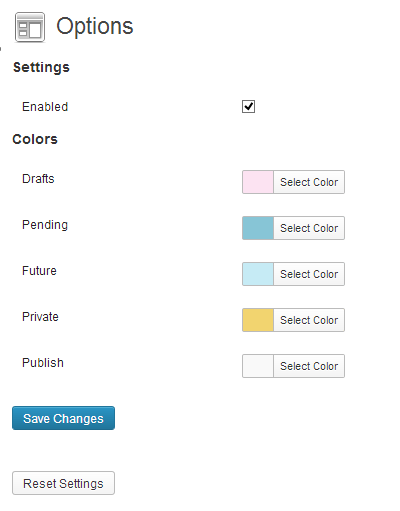 Options
Settings
Enabled
Colors
Drafts Select Color
Pending Select Color
Future Select Color
Private Select Color
Publish Select Color
Save Changes
Reset Settings